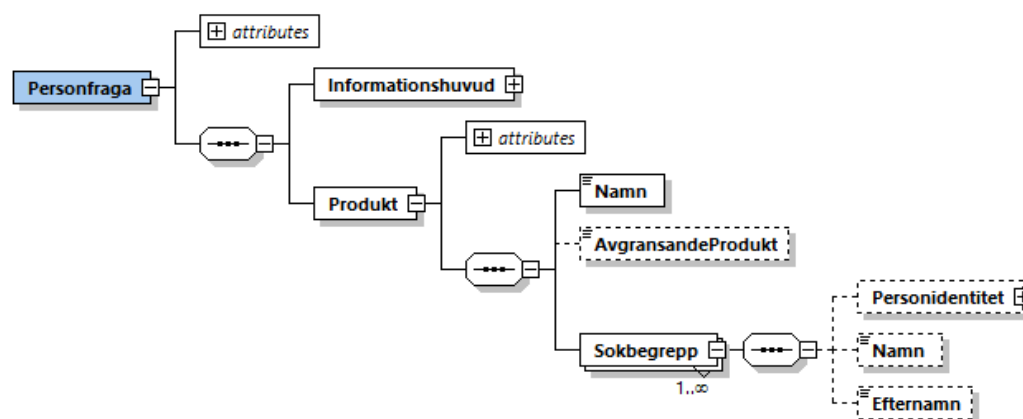 attributes
Personfraga
Informationshuvud
attributes
Produkt
Namn
AvgransandeProdukt
Personidentitet
Sokbegrepp
Namn
1..∞
Efternamn